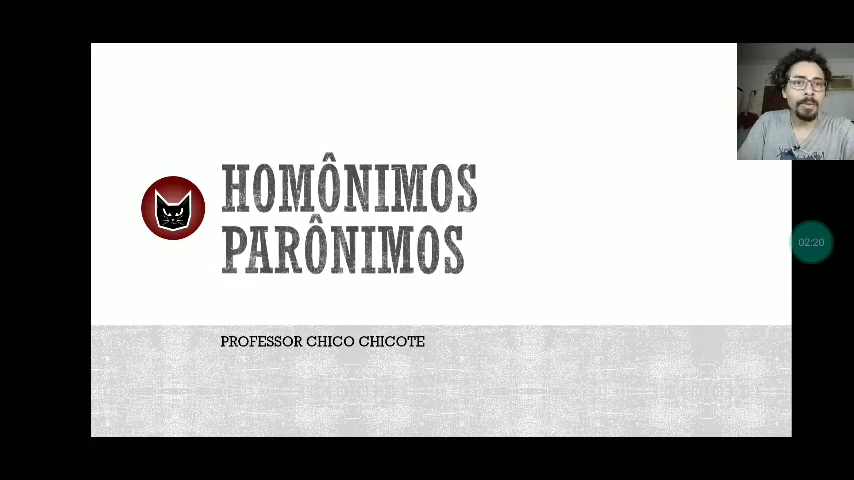 HOMÔNIMOS
PARÔNIMOS
PROFESSOR CHICO CHICOTE
02:20